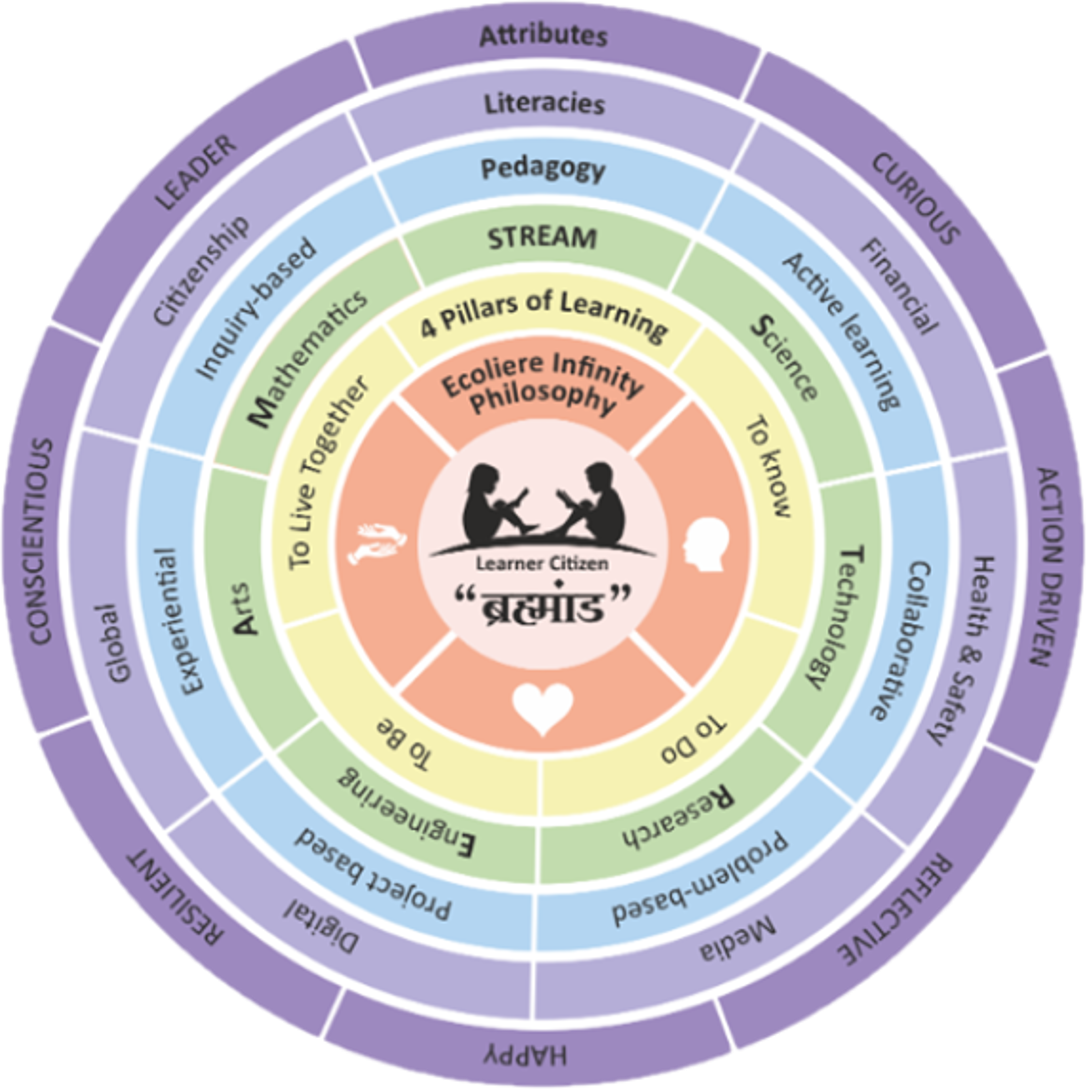 Attributes
CURIOUS
ACTION DRIVEN
REFLECTIVE
HAPPY
RESILIENT
CONSCIENTIOUS
LEADER
Literacies
Financial
Health & Safety
Media
Digital
Global
Citizenship
Pedagogy
Active learning
Collaborative
Problem-based
Project based
Experiential
Inquiry-based
STREAM
Science
Technology
Research
Engineering
Arts
Mathematics
4 Pillars of Learning
To know
To Do
To Be
To Live Together
Ecoliere Infinity
Philosophy
Learner Citizen
“ब्रह्मांड”